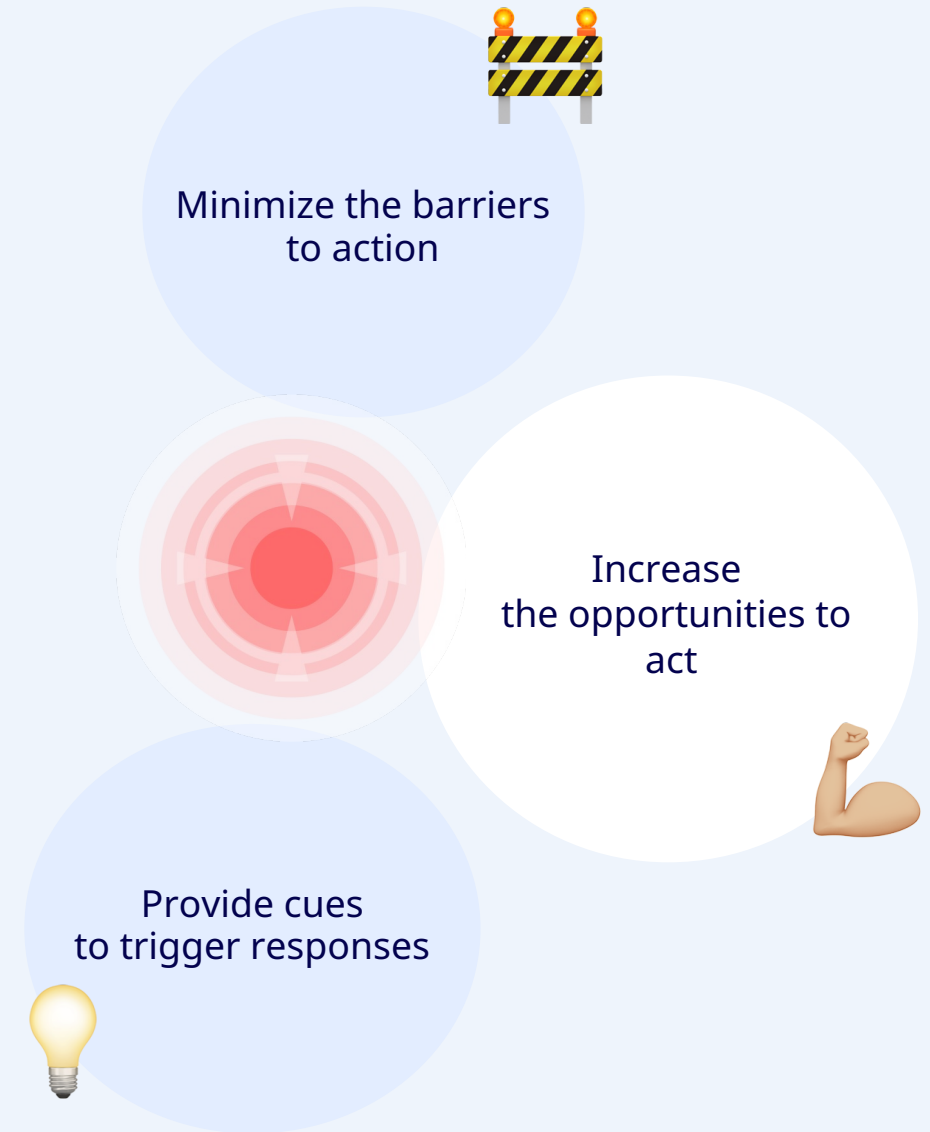 Minimize the barriers
to action
Increase
the opportunities to
act
Provide cues
to trigger responses